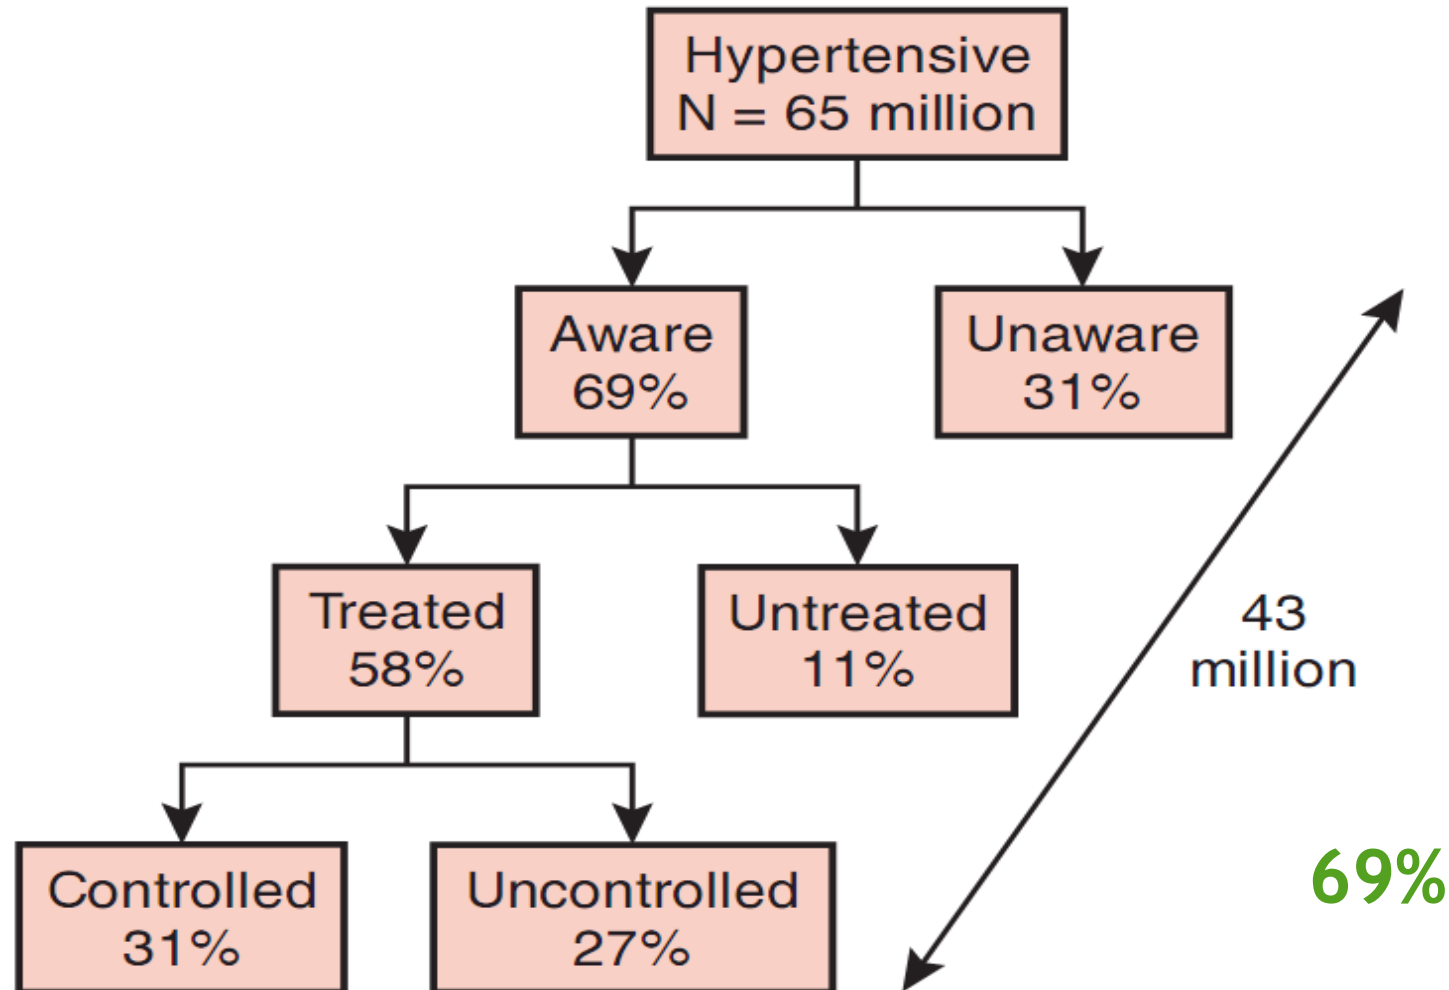 Hypertensive
N = 65 million
Aware
69%
Unaware
31%
Treated
58%
Untreated
11%
43
million
Controlled
31%
Uncontrolled
27%
69%